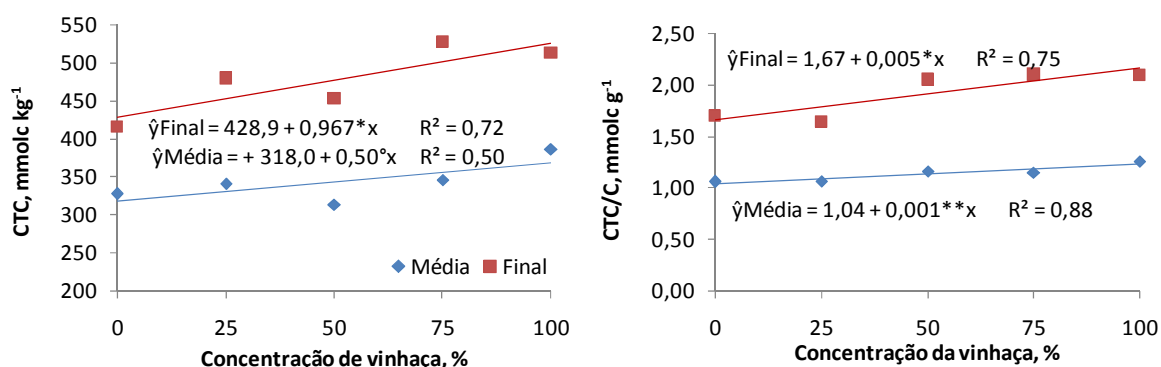 CTC, mmolc kg⁻¹
550
500
450
400
350
300
250
200
ŷFinal = 428,9 + 0,967*x R² = 0,72
ŷMédia = + 318,0 + 0,50°x R² = 0,50
Média Final
0 25 50 75 100
Concentração de vinhaça, %
CTC/C, mmolc g⁻¹
2,50
2,00
1,50
1,00
0,50
0,00
ŷFinal = 1,67 + 0,005*x R² = 0,75
ŷMédia = 1,04 + 0,001**x R² = 0,88
0 25 50 75 100
Concentração da vinhaça, %